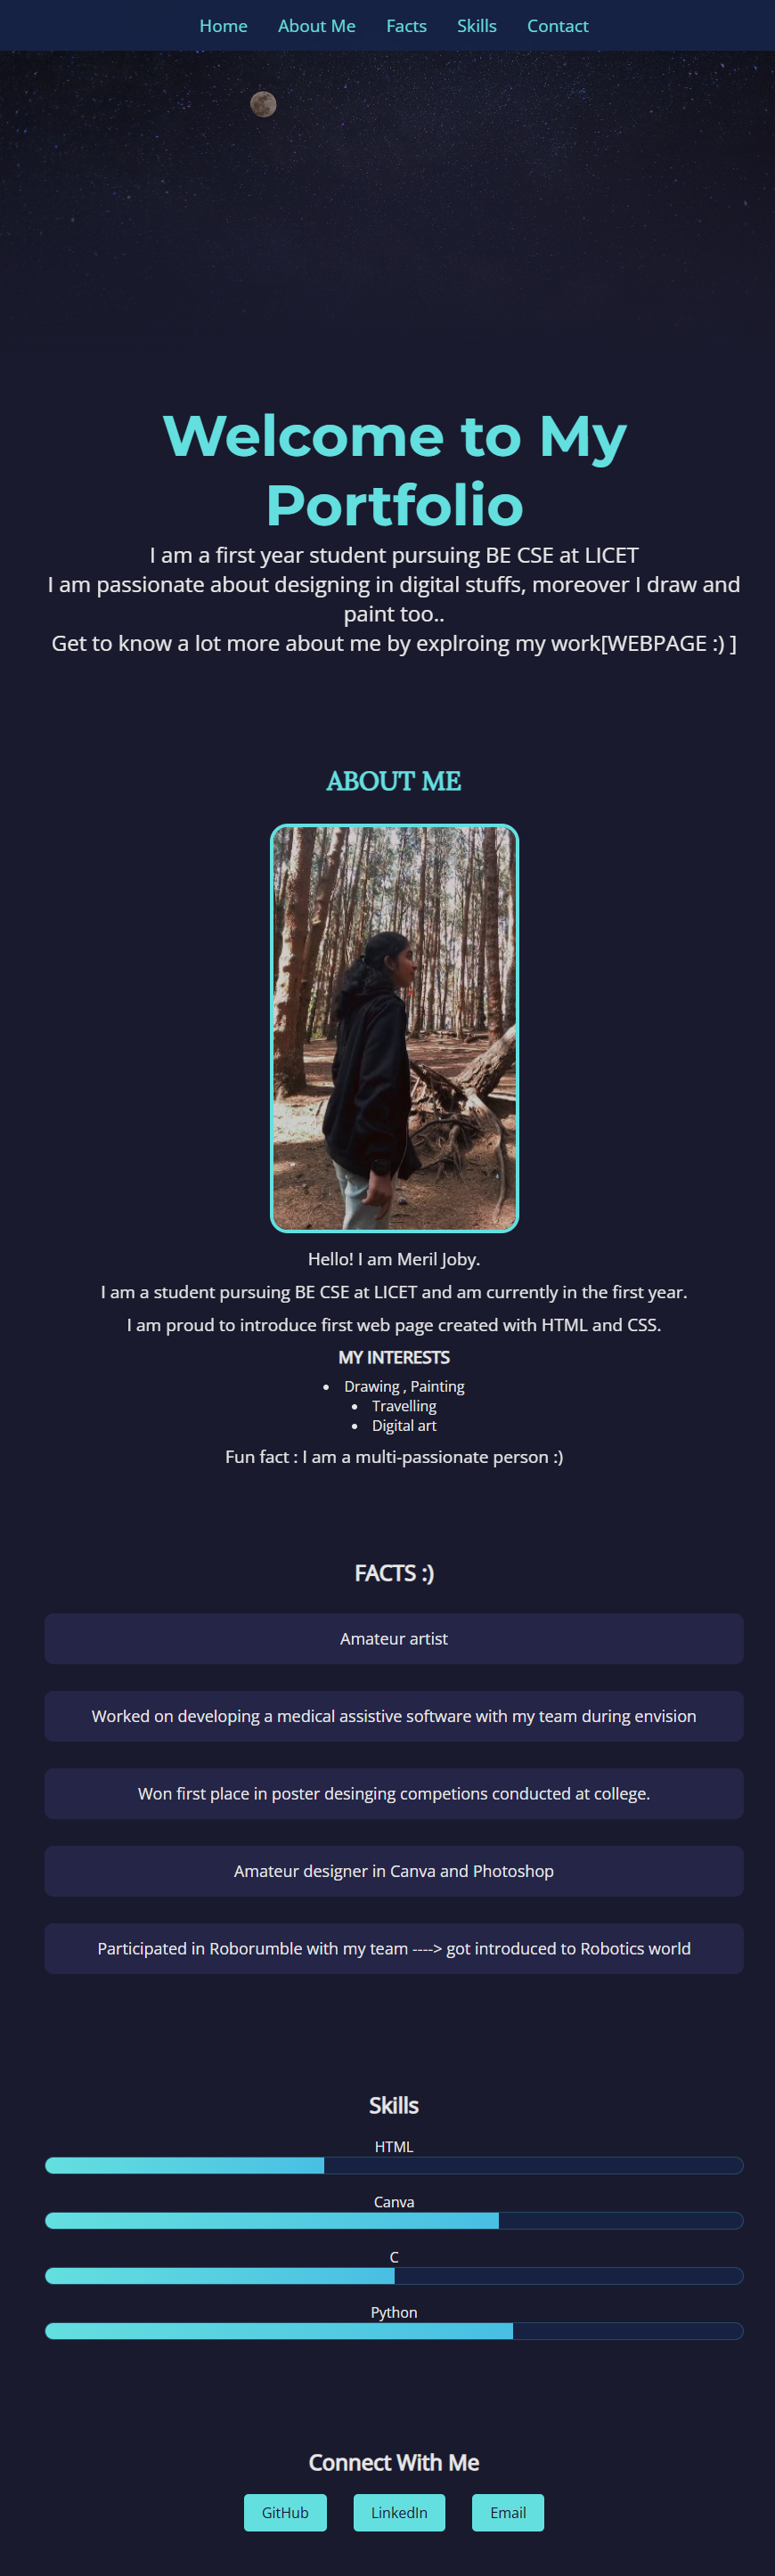 Home About Me Facts Skills Contact
Welcome to My
Portfolio
I am a first year student pursuing BE CSE at LICET
I am passionate about designing in digital stuffs, moreover I draw and
paint too..
Get to know a lot more about me by explroing my work[WEBPAGE :) ]
ABOUT ME
Hello! I am Meril Joby.
I am a student pursuing BE CSE at LICET and am currently in the first year.
I am proud to introduce first web page created with HTML and CSS.
MY INTERESTS
• Drawing , Painting
• Travelling
• Digital art
Fun fact : I am a multi-passionate person :)
FACTS :)
Amateur artist
Worked on developing a medical assistive software with my team during envision
Won first place in poster desinging competions conducted at college.
Amateur designer in Canva and Photoshop
Participated in Roborumble with my team ----> got introduced to Robotics world
Skills
HTML
Canva
C
Python
Connect With Me
GitHub LinkedIn Email